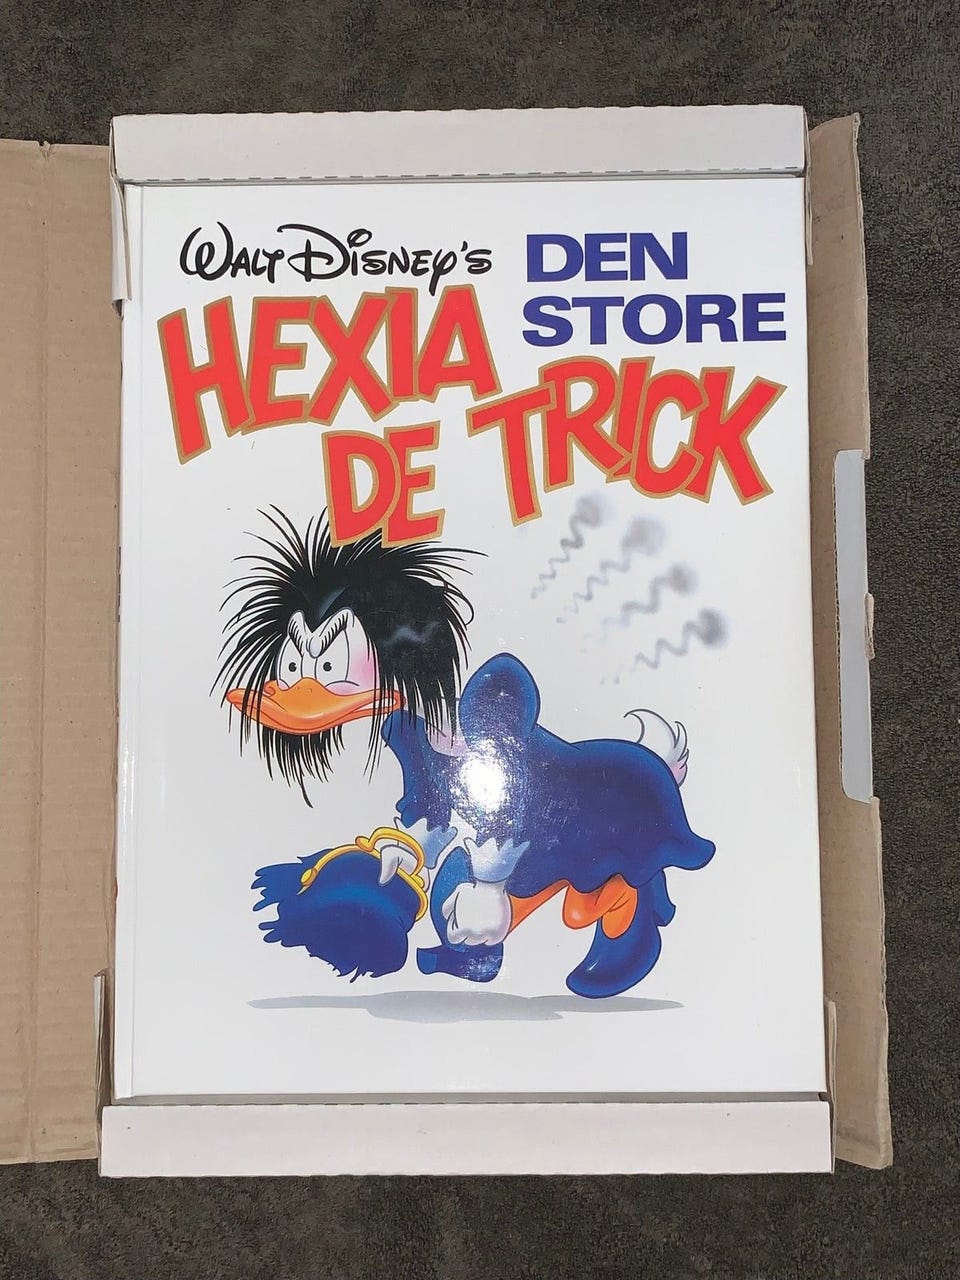 WALT DISNEY'S
DEN
STORE
HEXIA
DE TRICK